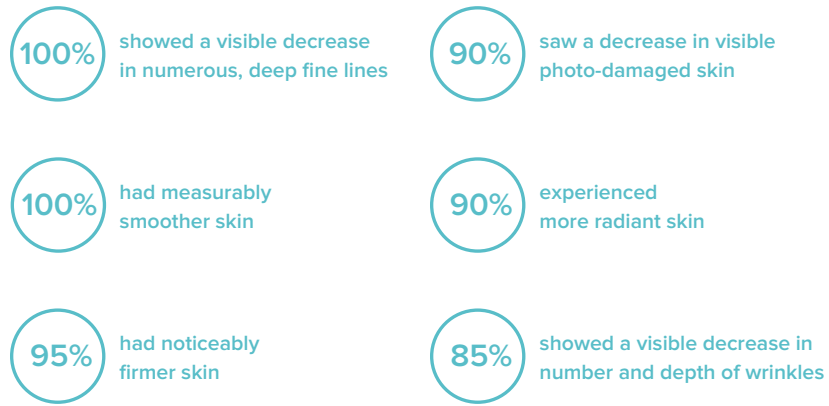 100%
showed a visible decrease
in numerous, deep fine lines
90%
saw a decrease in visible
photo-damaged skin
100%
had measurably
smoother skin
90%
experienced
more radiant skin
95%
had noticeably
firmer skin
85%
showed a visible decrease in
number and depth of wrinkles